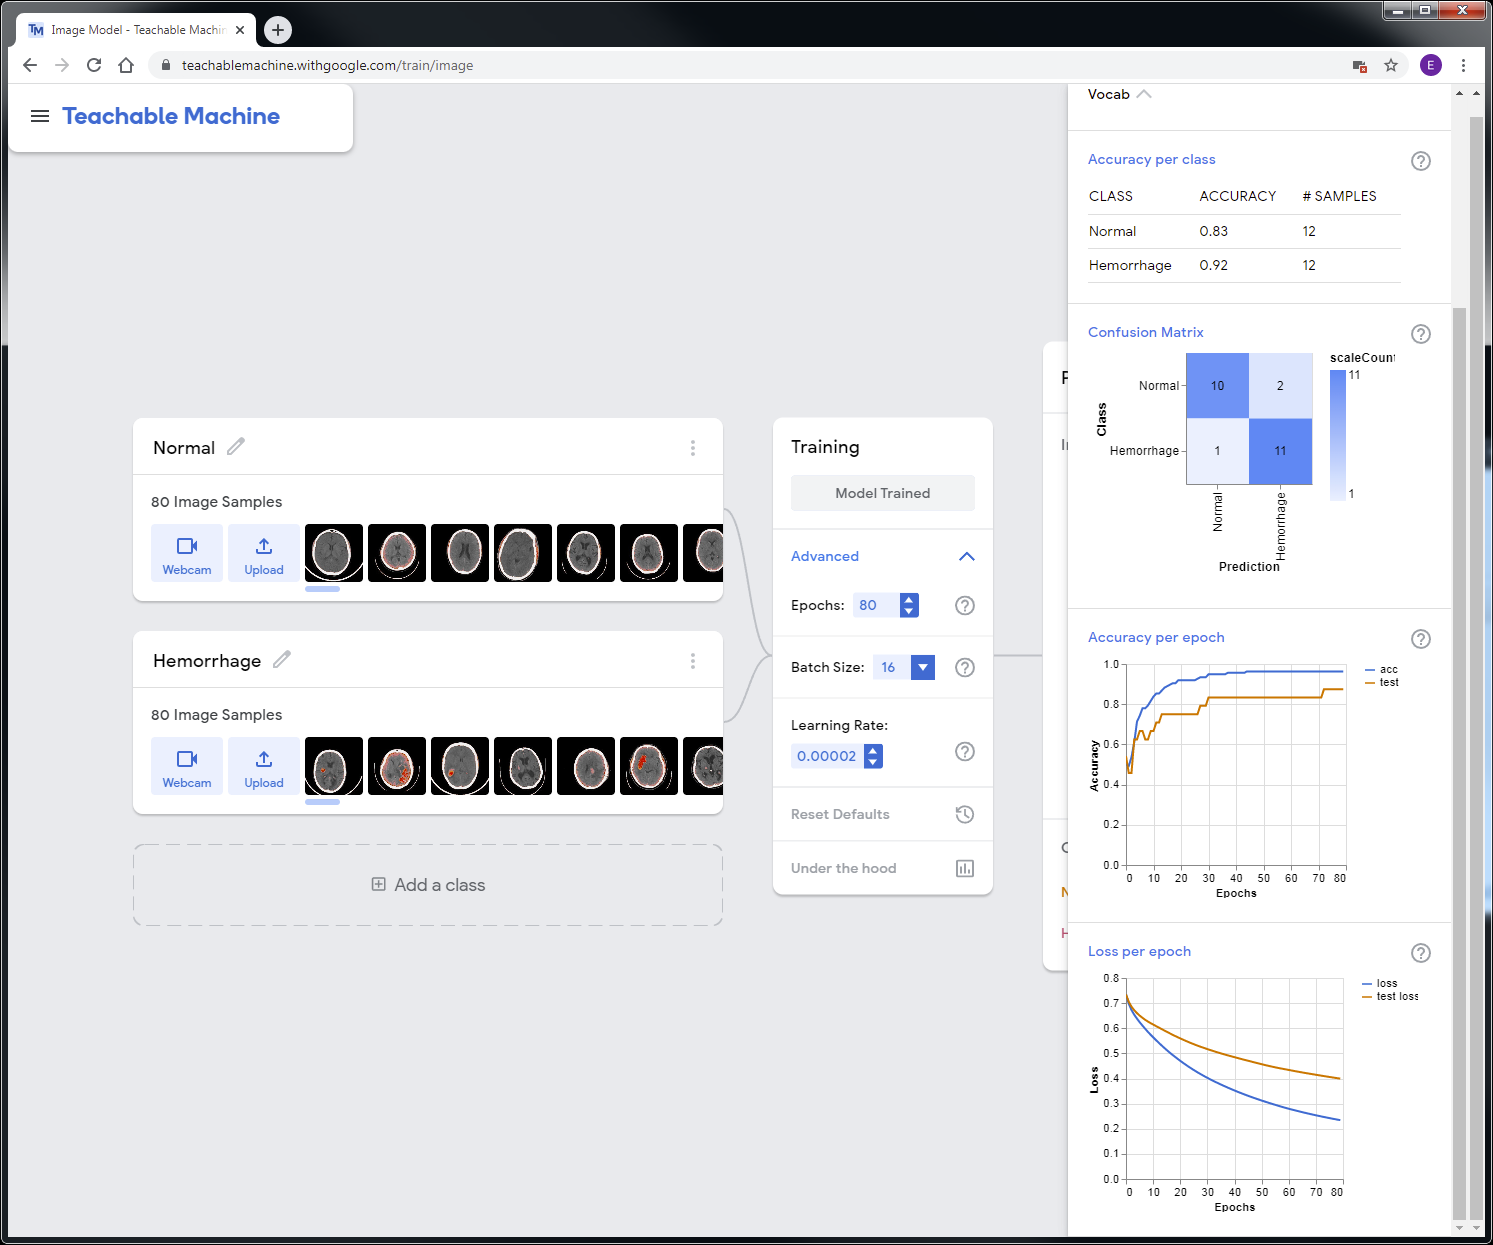 Image Model - Teachable Machin
teachablemachine.withgoogle.com/train/image
E
Teachable Machine
Normal
80 Image Samples
Webcam
Upload
Hemorrhage
80 Image Samples
Webcam
Upload
Add a class
Training
Model Trained
Advanced
Epochs: 80
Batch Size: 16
Learning Rate:
0.00002
Reset Defaults
Under the hood
Vocab
Accuracy per class
CLASS ACCURACY # SAMPLES
Normal 0.83 12
Hemorrhage 0.92 12
Confusion Matrix
scaleCount
11
1
Class
Normal 10 2
Hemorrhage 1 11
Normal Hemorrhage
Prediction
Accuracy per epoch
acc
test
Accuracy
1.0
0.8
0.6
0.4
0.2
0.0
0 10 20 30 40 50 60 70 80
Epochs
Loss per epoch
loss
test loss
Loss
0.8
0.7
0.6
0.5
0.4
0.3
0.2
0.1
0.0
0 10 20 30 40 50 60 70 80
Epochs